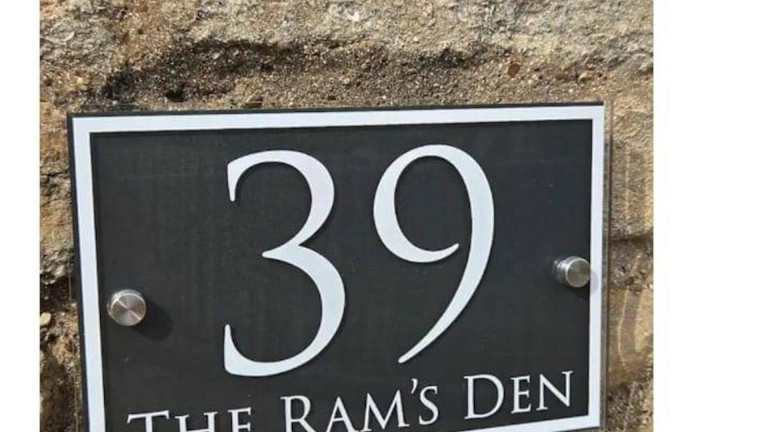 39
THE RAM'S DEN